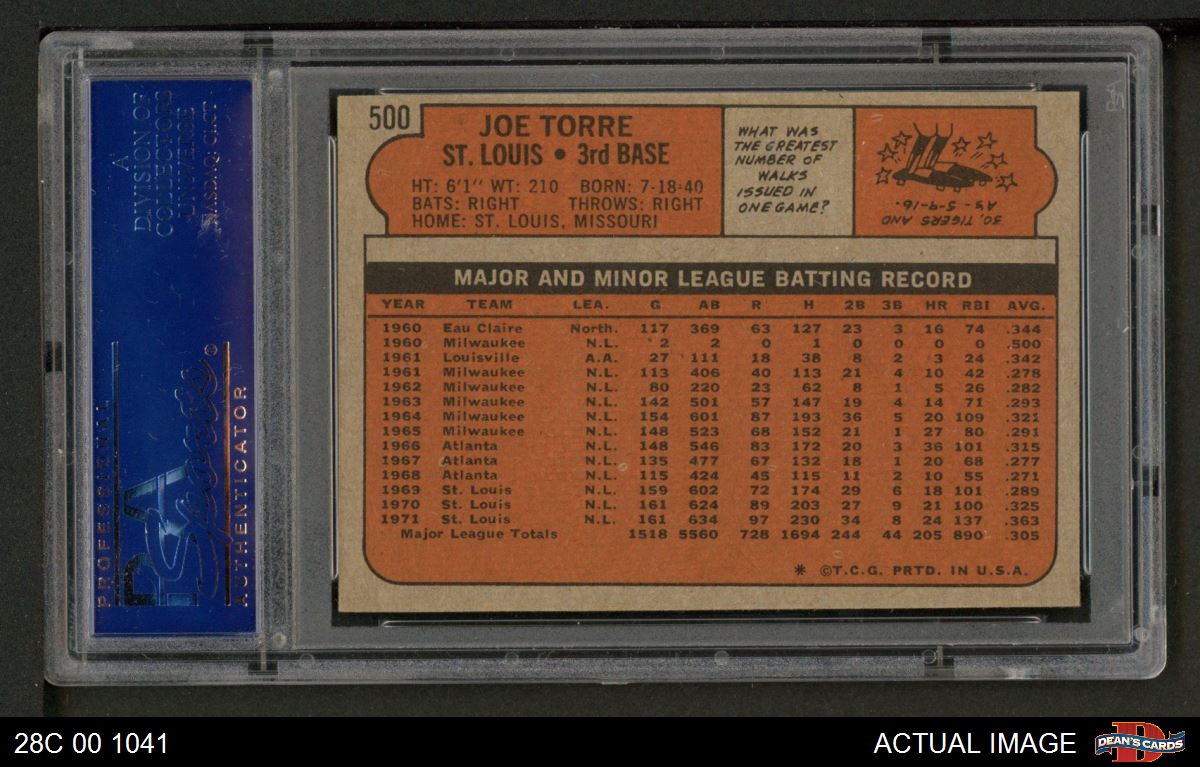 A
DIVISION OF
COLLECTORS
UNIVERSE
NASDAQ: CLCT
PROFESSIONAL
PSA
Sports®
AUTHENTICATOR
500
JOE TORRE
ST. LOUIS • 3rd BASE
HT: 6'1" WT: 210 BORN: 7-18-40
BATS: RIGHT THROWS: RIGHT
HOME: ST. LOUIS, MISSOURI
WHAT WAS
THE GREATEST
NUMBER OF
WALKS
ISSUED IN
ONE GAME?
30, TIGERS AND
A's - 5-9-16.
MAJOR AND MINOR LEAGUE BATTING RECORD
YEAR TEAM LEA. G AB R H 2B 3B HR RBI AVG.
1960 Eau Claire North. 117 369 63 127 23 3 16 74 .344
1960 Milwaukee N.L. 2 2 0 1 0 0 0 0 .500
1961 Louisville A.A. 27 111 18 38 8 2 3 24 .342
1961 Milwaukee N.L. 113 406 40 113 21 4 10 42 .278
1962 Milwaukee N.L. 80 220 23 62 8 1 5 26 .282
1963 Milwaukee N.L. 142 501 57 147 19 4 14 71 .293
1964 Milwaukee N.L. 154 601 87 193 36 5 20 109 .321
1965 Milwaukee N.L. 148 523 68 152 21 1 27 80 .291
1966 Atlanta N.L. 148 546 83 172 20 3 36 101 .315
1967 Atlanta N.L. 135 477 67 132 18 1 20 68 .277
1968 Atlanta N.L. 115 424 45 115 11 2 10 55 .271
1969 St. Louis N.L. 159 602 72 174 29 6 18 101 .289
1970 St. Louis N.L. 161 624 89 203 27 9 21 100 .325
1971 St. Louis N.L. 161 634 97 230 34 8 24 137 .363
Major League Totals 1518 5560 728 1694 244 44 205 890 .305
* ©T.C.G. PRTD. IN U.S.A.
28C 00 1041
ACTUAL IMAGE
D
DEAN'S CARDS